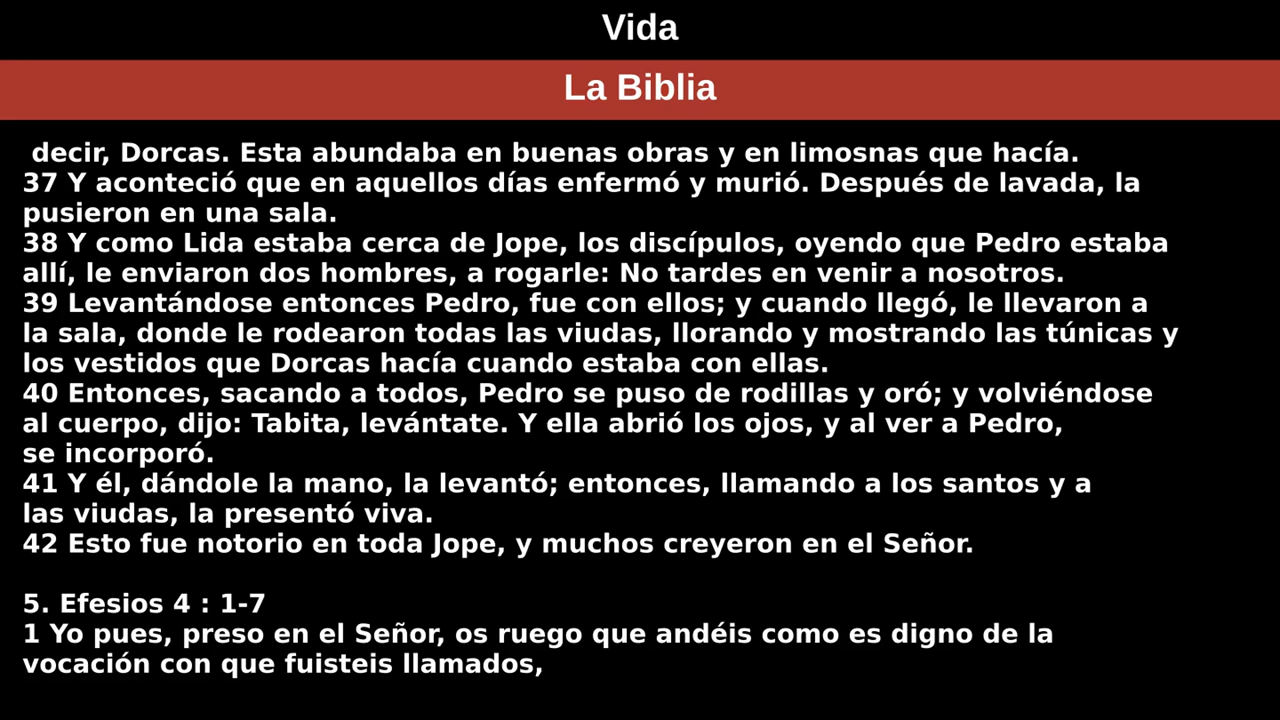 Vida
La Biblia
decir, Dorcas. Esta abundaba en buenas obras y en limosnas que hacía.
37 Y aconteció que en aquellos días enfermó y murió. Después de lavada, la
pusieron en una sala.
38 Y como Lida estaba cerca de Jope, los discípulos, oyendo que Pedro estaba
allí, le enviaron dos hombres, a rogarle: No tardes en venir a nosotros.
39 Levantándose entonces Pedro, fue con ellos; y cuando llegó, le llevaron a
la sala, donde le rodearon todas las viudas, llorando y mostrando las túnicas y
los vestidos que Dorcas hacía cuando estaba con ellas.
40 Entonces, sacando a todos, Pedro se puso de rodillas y oró; y volviéndose
al cuerpo, dijo: Tabita, levántate. Y ella abrió los ojos, y al ver a Pedro,
se incorporó.
41 Y él, dándole la mano, la levantó; entonces, llamando a los santos y a
las viudas, la presentó viva.
42 Esto fue notorio en toda Jope, y muchos creyeron en el Señor.
5. Efesios 4 : 1-7
1 Yo pues, preso en el Señor, os ruego que andéis como es digno de la
vocación con que fuisteis llamados,